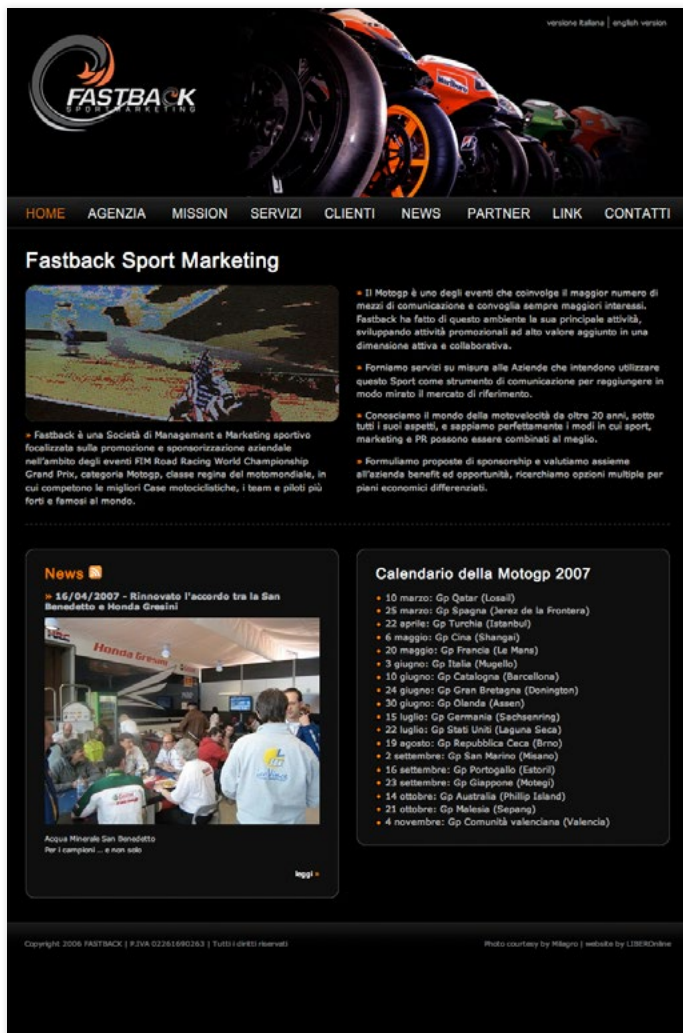 versione italiana | english version
FASTBACK
SPORTMARKETING
Marlboro
HOME AGENZIA MISSION SERVIZI CLIENTI NEWS PARTNER LINK CONTATTI
Fastback Sport Marketing
» Fastback è una Società di Management e Marketing sportivo
focalizzata sulla promozione e sponsorizzazione aziendale
nell'ambito degli eventi FIM Road Racing World Championship
Grand Prix, categoria Motogp, classe regina del motomondiale, in
cui competono le migliori Case motociclistiche, i team e piloti più
forti e famosi al mondo.
» Il Motogp è uno degli eventi che coinvolge il maggior numero di
mezzi di comunicazione e convoglia sempre maggiori interessi.
Fastback ha fatto di questo ambiente la sua principale attività,
sviluppando attività promozionali ad alto valore aggiunto in una
dimensione attiva e collaborativa.
» Forniamo servizi su misura alle Aziende che intendono utilizzare
questo Sport come strumento di comunicazione per raggiungere in
modo mirato il mercato di riferimento.
» Conosciamo il mondo della motovelocità da oltre 20 anni, sotto
tutti i suoi aspetti, e sappiamo perfettamente i modi in cui sport,
marketing e PR possono essere combinati al meglio.
» Formuliamo proposte di sponsorship e valutiamo assieme
all'azienda benefit ed opportunità, ricerchiamo opzioni multiple per
piani economici differenziati.
News
» 16/04/2007 - Rinnovato l'accordo tra la San
Benedetto e Honda Gresini
Honda Gresini
Acqua Minerale San Benedetto
Per i campioni ... e non solo
leggi »
Calendario della Motogp 2007
• 10 marzo: Gp Qatar (Losail)
• 25 marzo: Gp Spagna (Jerez de la Frontera)
• 22 aprile: Gp Turchia (Istanbul)
• 6 maggio: Gp Cina (Shangai)
• 20 maggio: Gp Francia (Le Mans)
• 3 giugno: Gp Italia (Mugello)
• 10 giugno: Gp Catalogna (Barcellona)
• 24 giugno: Gp Gran Bretagna (Donington)
• 30 giugno: Gp Olanda (Assen)
• 15 luglio: Gp Germania (Sachsenring)
• 22 luglio: Gp Stati Uniti (Laguna Seca)
• 19 agosto: Gp Repubblica Ceca (Brno)
• 2 settembre: Gp San Marino (Misano)
• 16 settembre: Gp Portogallo (Estoril)
• 23 settembre: Gp Giappone (Motegi)
• 14 ottobre: Gp Australia (Phillip Island)
• 21 ottobre: Gp Malesia (Sepang)
• 4 novembre: Gp Comunità valenciana (Valencia)
Copyright 2006 FASTBACK | P.IVA 02261690263 | Tutti i diritti riservati
Photo courtesy by Milagro | website by LIBEROnline